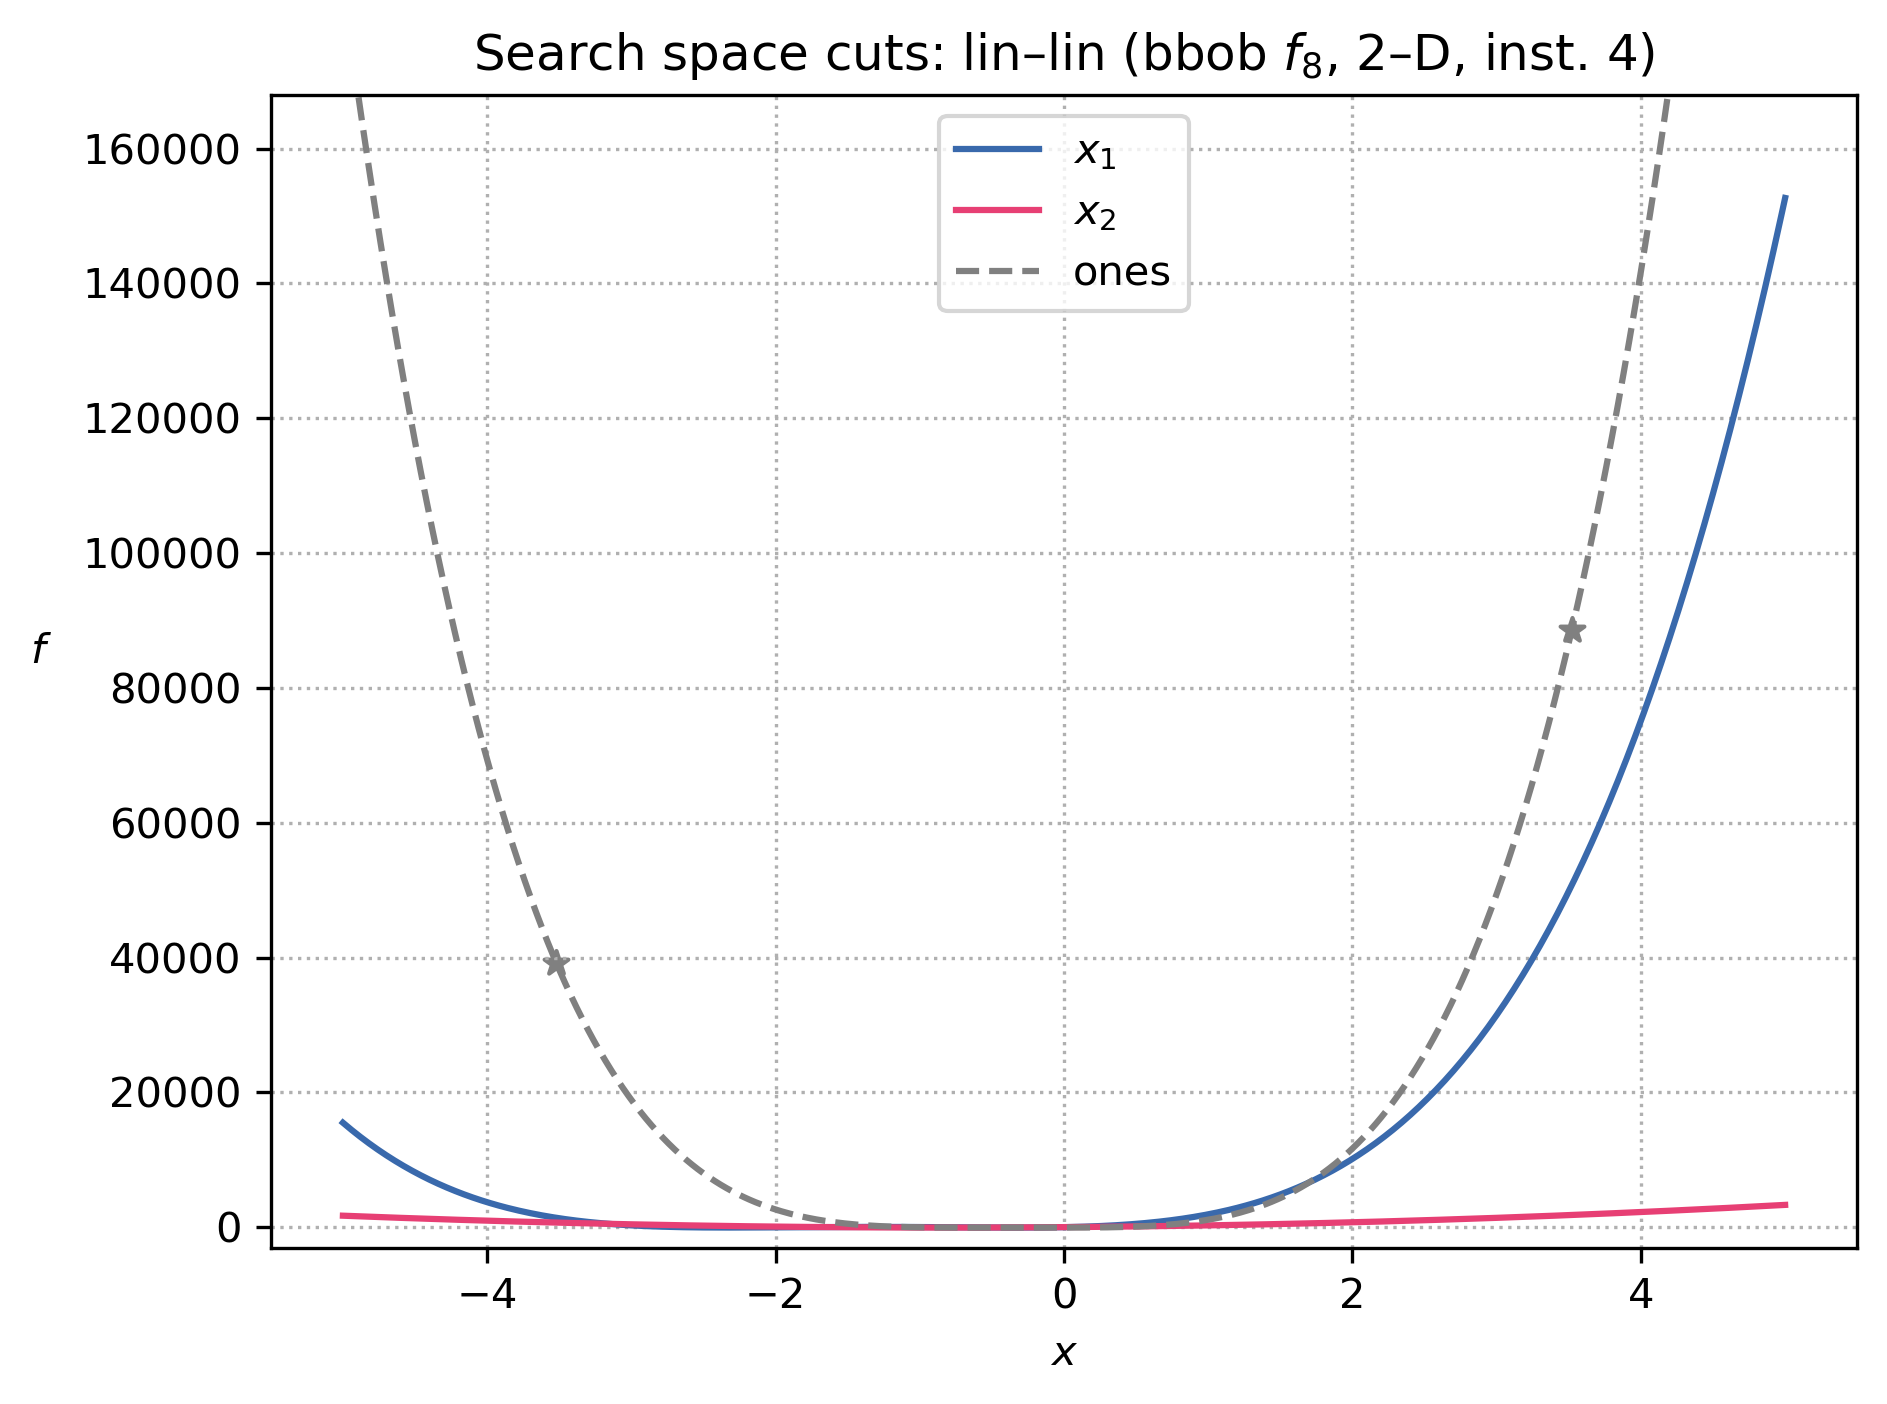 Search space cuts: lin–lin (bbob f₈, 2–D, inst. 4)
x₁
x₂
ones
160000
140000
120000
100000
80000
60000
40000
20000
0
f
−4 −2 0 2 4
x